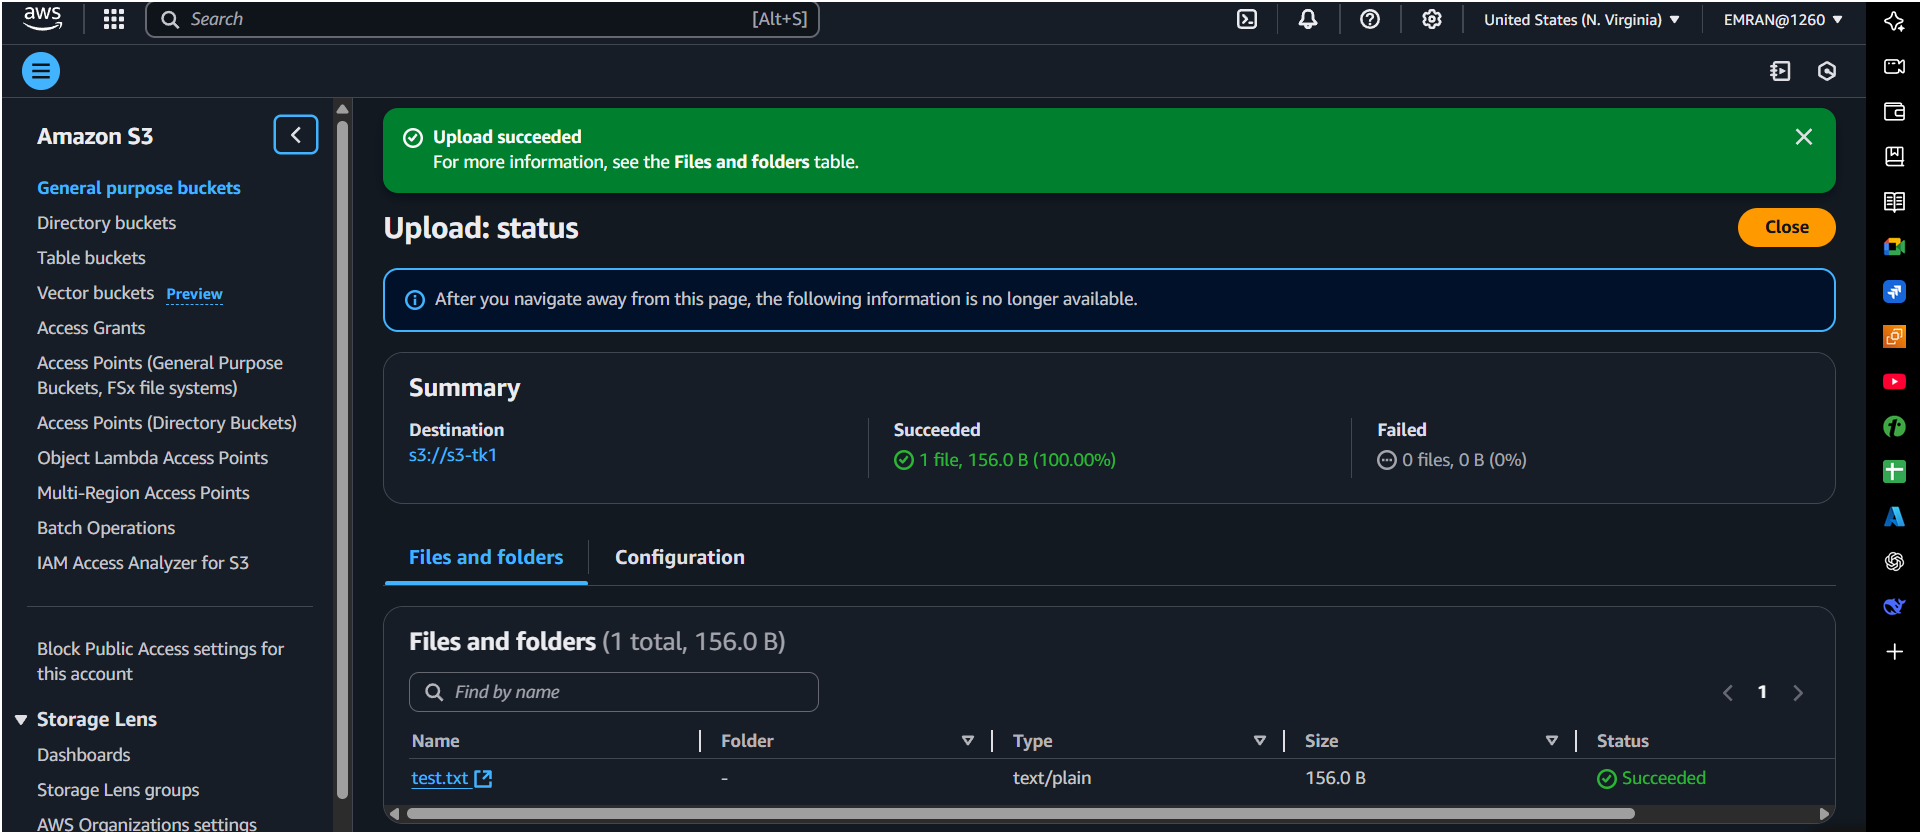 aws
Search
[Alt+S]
United States (N. Virginia)
EMRAN@1260
Amazon S3
General purpose buckets
Directory buckets
Table buckets
Vector buckets Preview
Access Grants
Access Points (General Purpose
Buckets, FSx file systems)
Access Points (Directory Buckets)
Object Lambda Access Points
Multi-Region Access Points
Batch Operations
IAM Access Analyzer for S3
Block Public Access settings for
this account
Storage Lens
Dashboards
Storage Lens groups
AWS Organizations settings
Upload succeeded
For more information, see the Files and folders table.
Upload: status
Close
After you navigate away from this page, the following information is no longer available.
Summary
Destination
s3://s3-tk1
Succeeded
1 file, 156.0 B (100.00%)
Failed
0 files, 0 B (0%)
Files and folders
Configuration
Files and folders (1 total, 156.0 B)
Find by name
1
Name Folder Type Size Status
test.txt - text/plain 156.0 B Succeeded